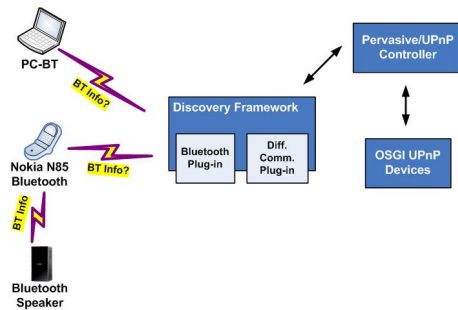 PC-BT
BT Info?
Nokia N85
Bluetooth
BT Info?
BT Info
Bluetooth
Speaker
Discovery Framework
Bluetooth
Plug-in
Diff.
Comm.
Plug-in
Pervasive/UPnP
Controller
OSGI UPnP
Devices